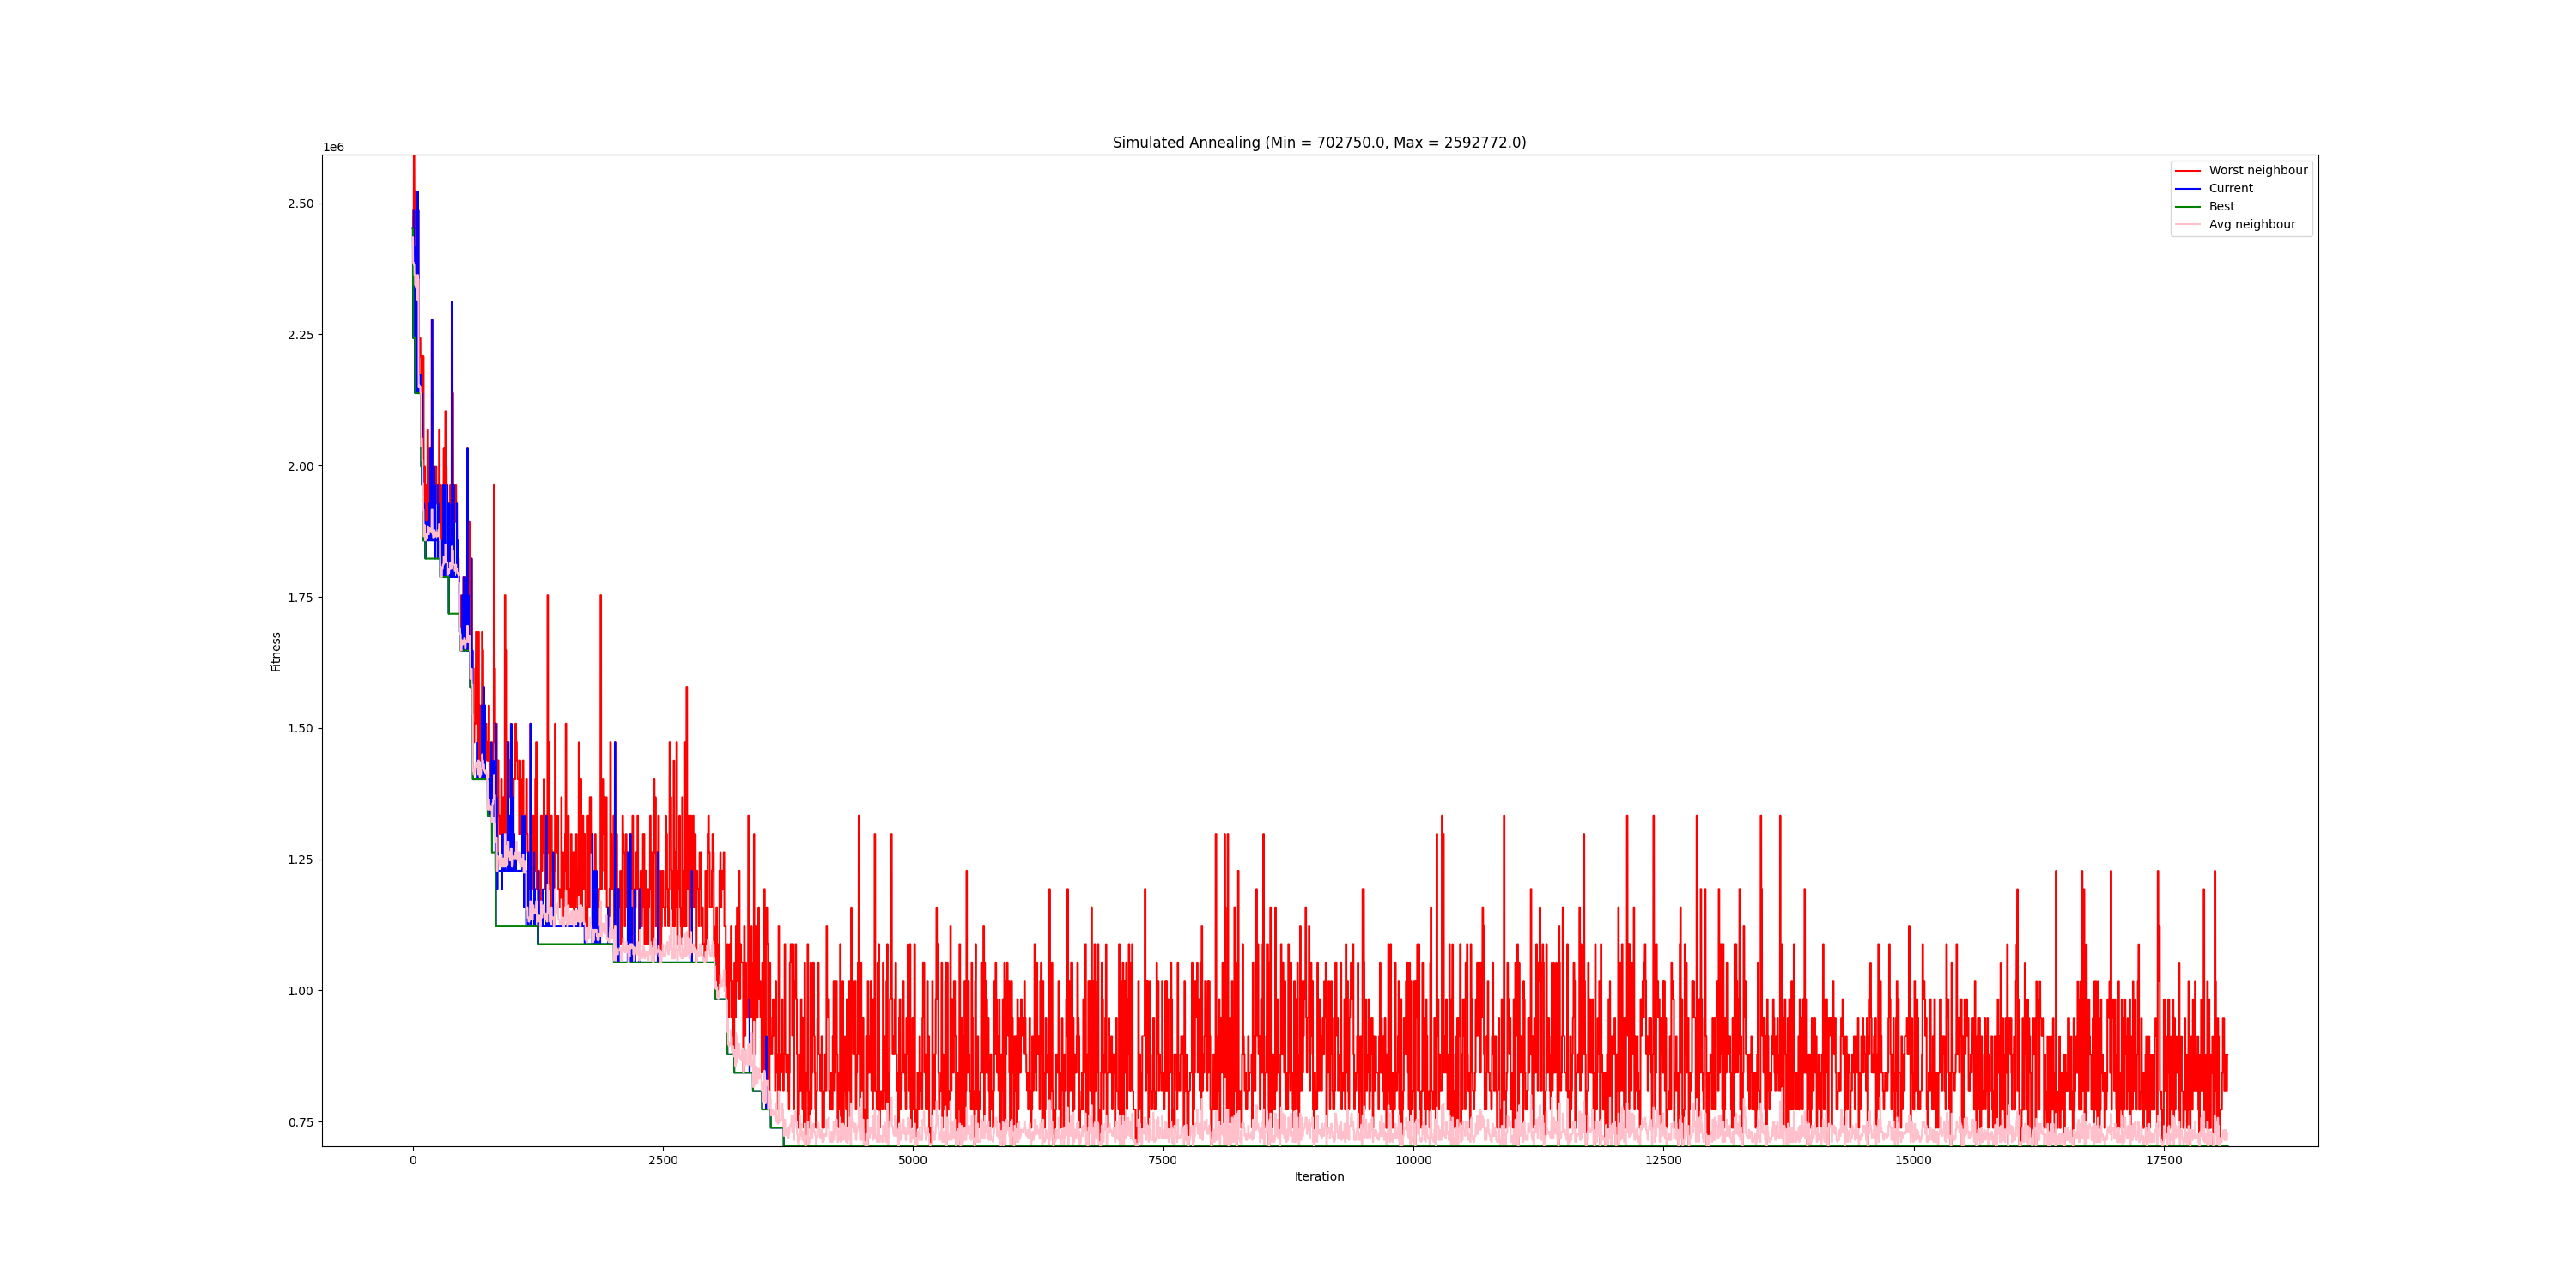 Simulated Annealing (Min = 702750.0, Max = 2592772.0)
1e6
Worst neighbour
Current
Best
Avg neighbour
2.50
2.25
2.00
1.75
1.50
1.25
1.00
0.75
Fitness
0 2500 5000 7500 10000 12500 15000 17500
Iteration